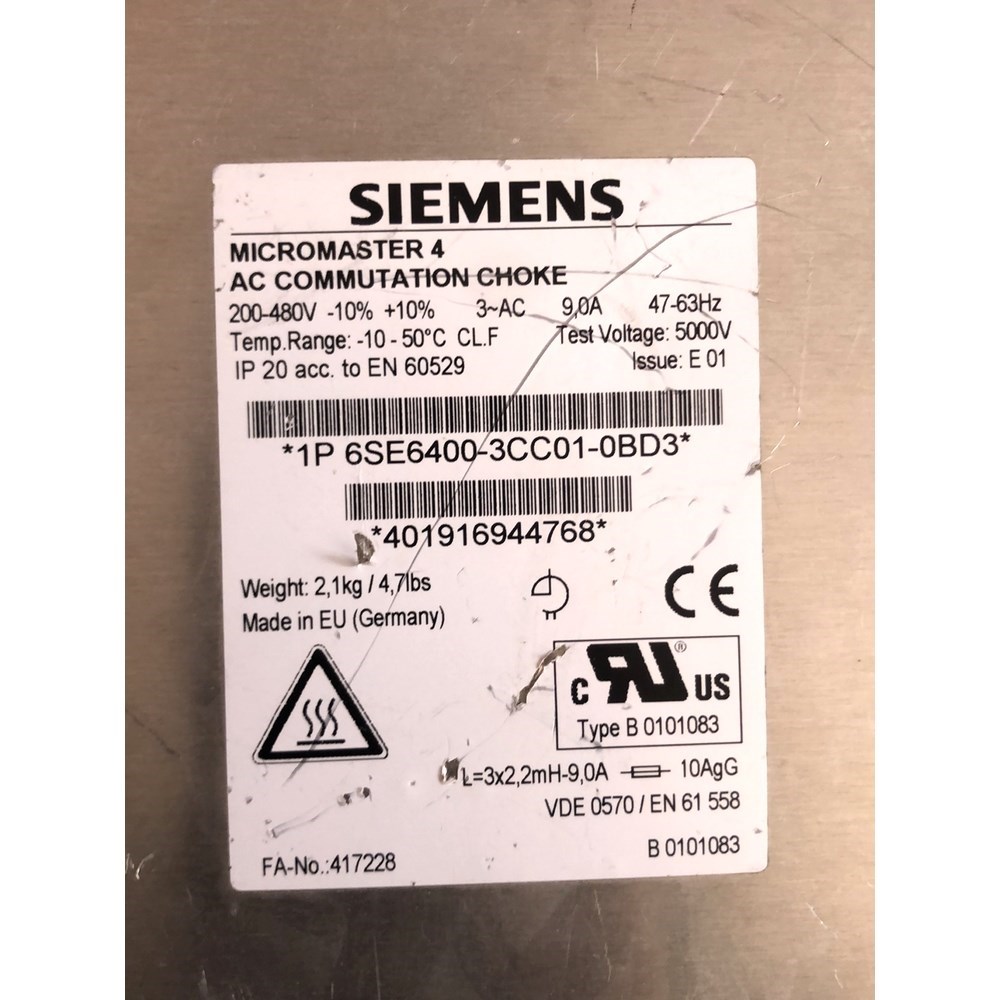 SIEMENS
MICROMASTER 4
AC COMMUTATION CHOKE
200-480V -10% +10% 3~AC 9,0A 47-63Hz
Temp.Range: -10 - 50°C CL.F Test Voltage: 5000V
IP 20 acc. to EN 60529 Issue: E 01
*1P 6SE6400-3CC01-0BD3*
*401916944768*
Weight: 2,1kg / 4,7lbs
Made in EU (Germany)
CE
C RU ® US
Type B 0101083
L=3x2,2mH-9,0A 10AgG
VDE 0570 / EN 61 558
FA-No.:417228 B 0101083